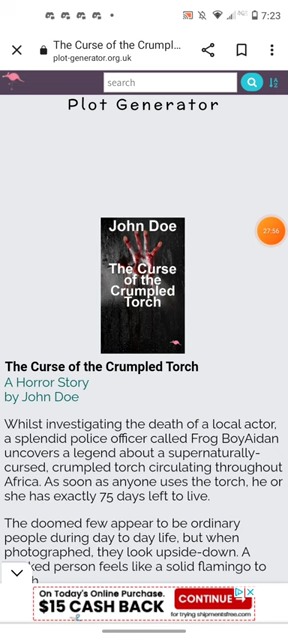 7:23
The Curse of the Crumpl...
plot-generator.org.uk
search
Plot Generator
27:56
John Doe
The Curse
of the
Crumpled
Torch
The Curse of the Crumpled Torch
A Horror Story
by John Doe
Whilst investigating the death of a local actor,
a splendid police officer called Frog BoyAidan
uncovers a legend about a supernaturally-
cursed, crumpled torch circulating throughout
Africa. As soon as anyone uses the torch, he or
she has exactly 75 days left to live.
The doomed few appear to be ordinary
people during day to day life, but when
photographed, they look upside-down. A
ked person feels like a solid flamingo to
On Today's Online Purchase.
$15 CASH BACK
CONTINUE
for trying shipmentsfree.com